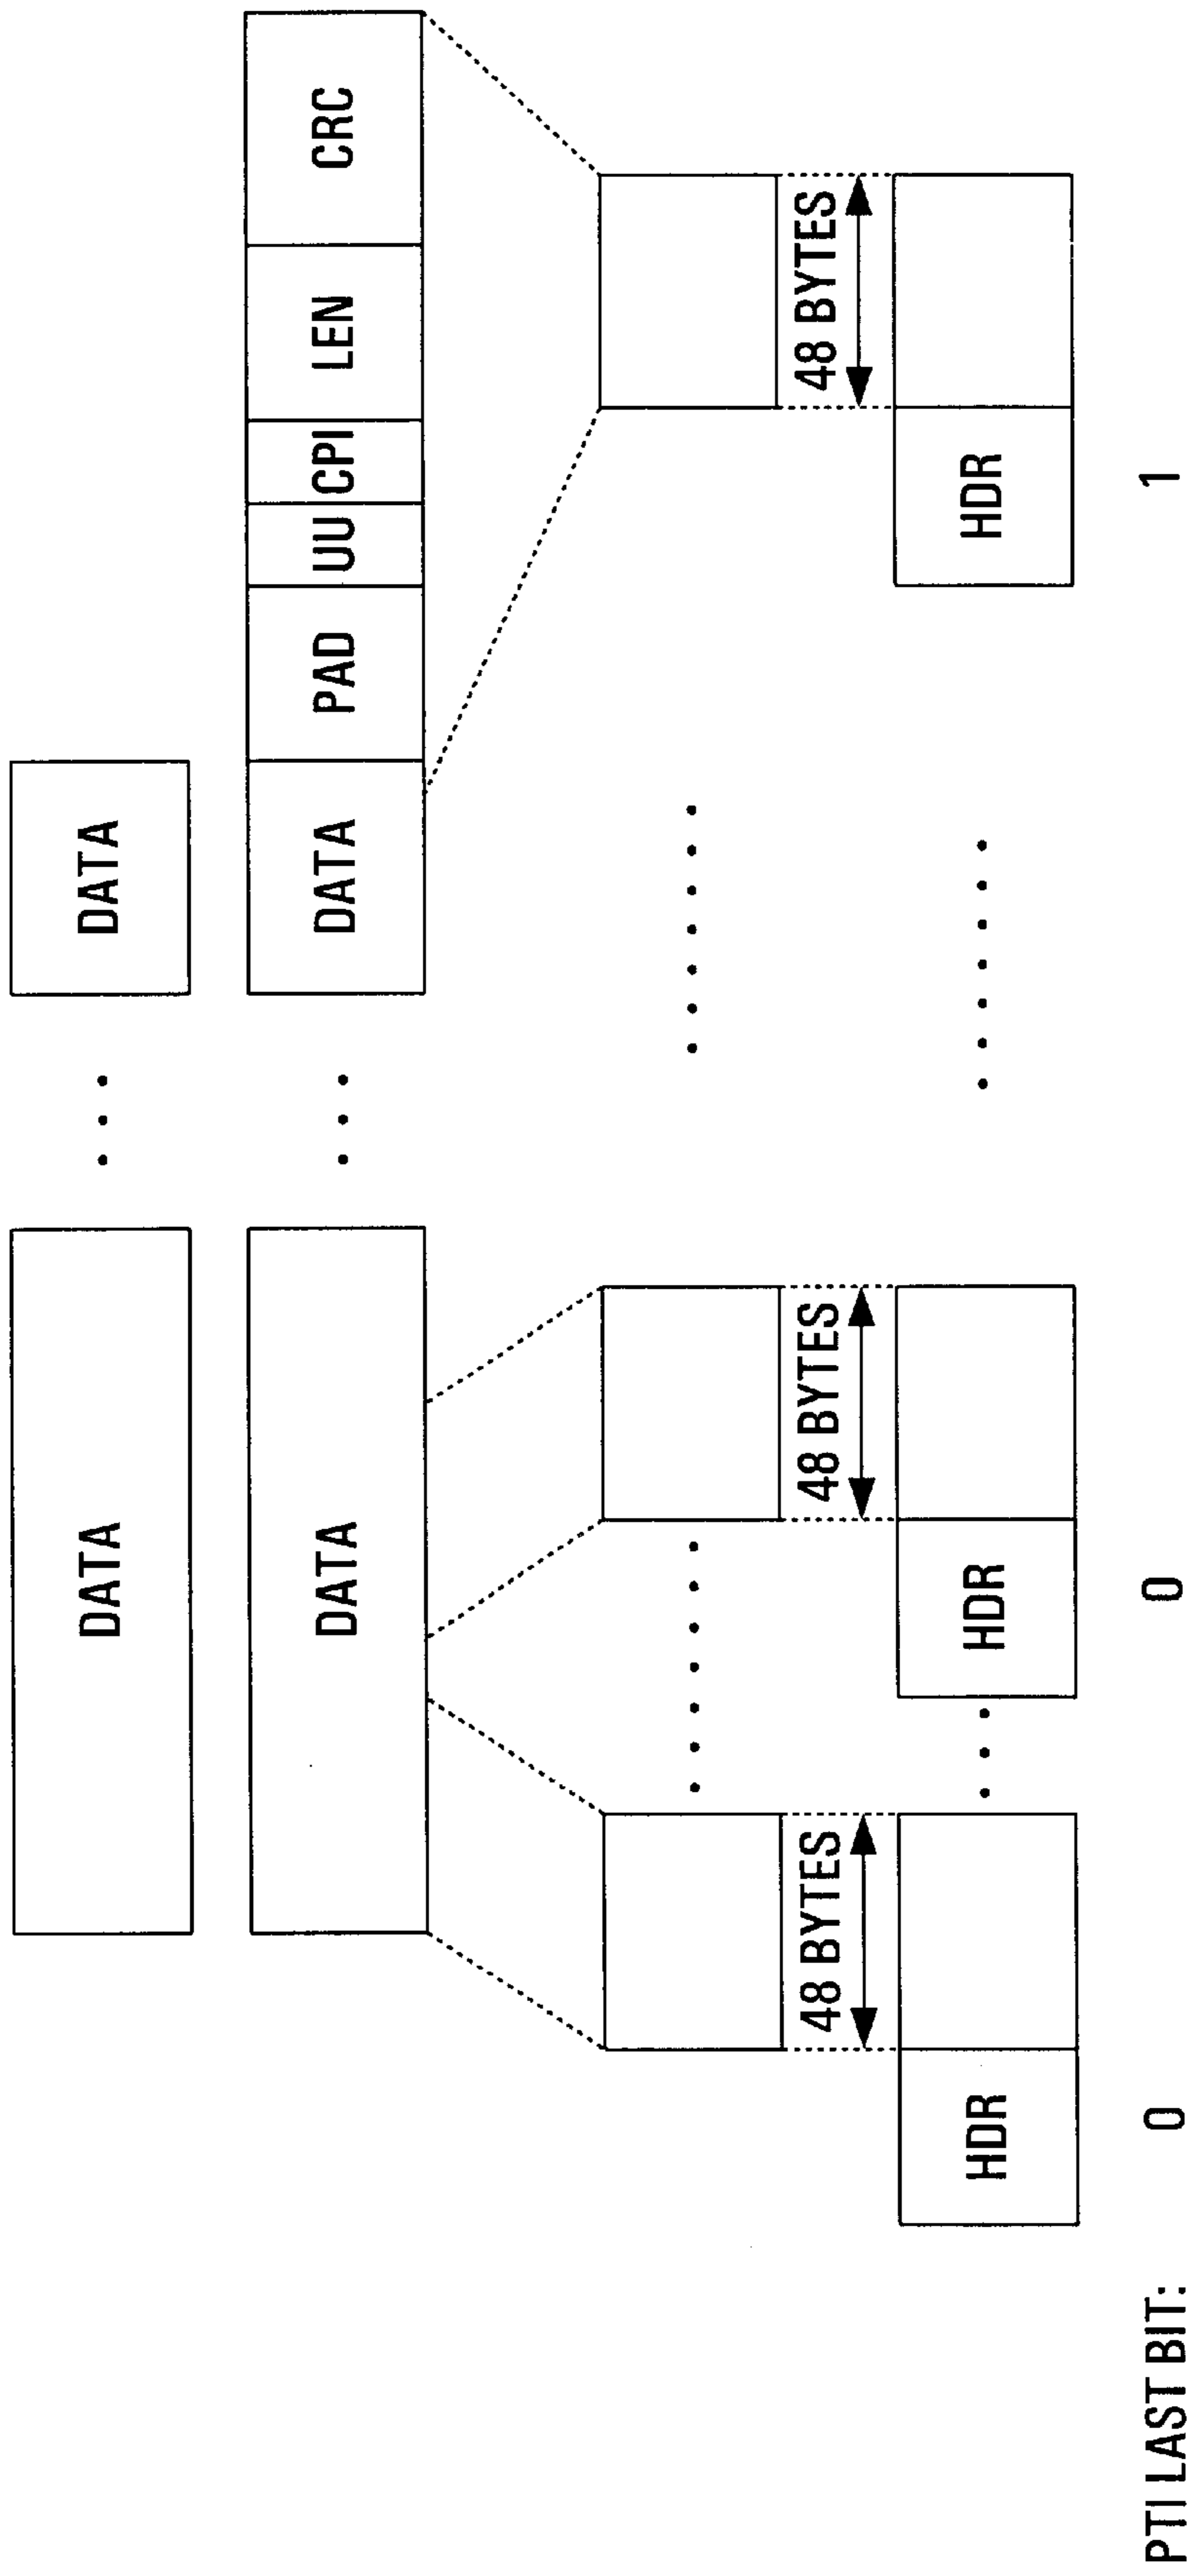 DATA DATA
DATA DATA PAD UU CPI LEN CRC
48 BYTES 48 BYTES 48 BYTES
HDR HDR HDR
PTI LAST BIT: 0 0 1